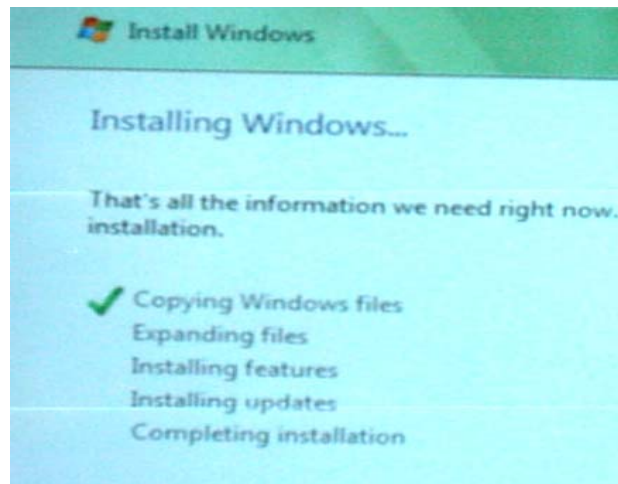 Install Windows
Installing Windows...
That's all the information we need right now.
installation.
Copying Windows files
Expanding files
Installing features
Installing updates
Completing installation